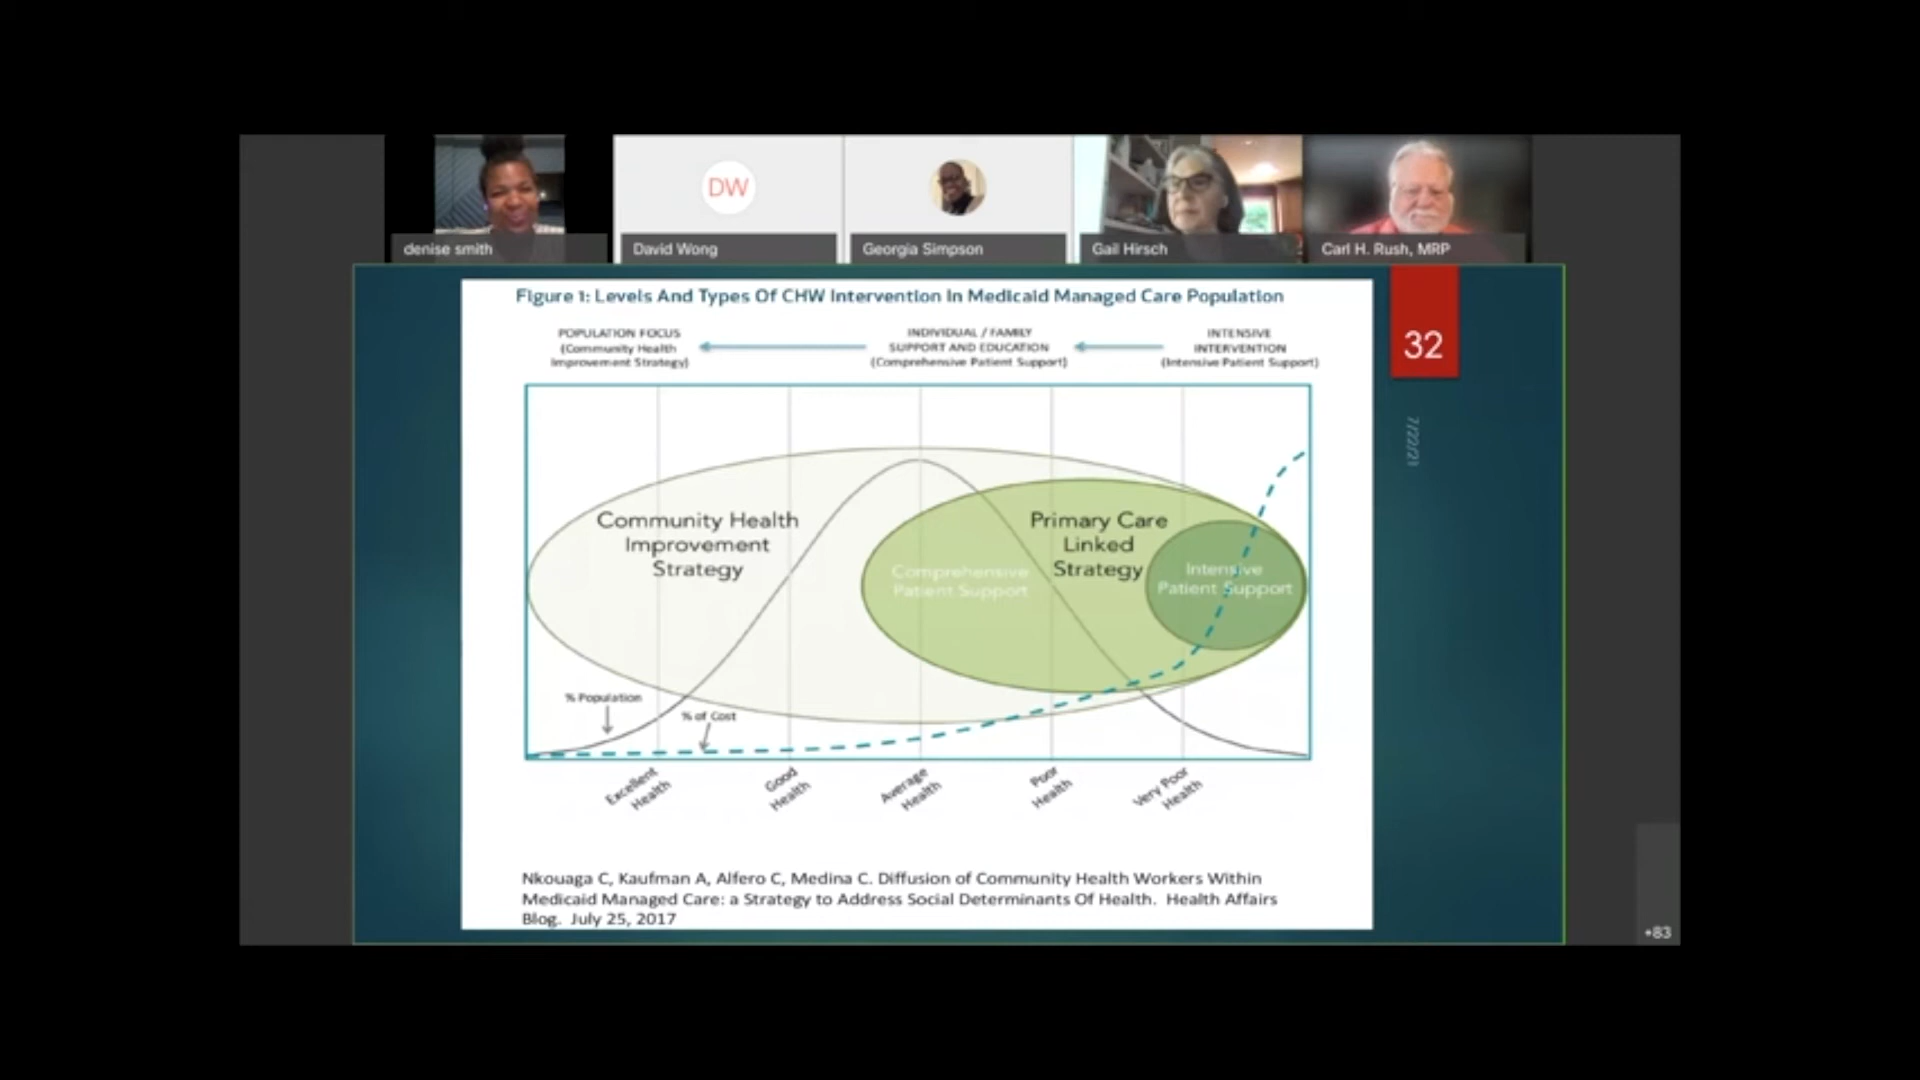 DW
denise smith
David Wong
Georgia Simpson
Gail Hirsch
Carl H. Rush, MRP
Figure 1: Levels And Types Of CHW Intervention In Medicaid Managed Care Population
32
POPULATION FOCUS
(Community Health
Improvement Strategy)
INDIVIDUAL / FAMILY
SUPPORT AND EDUCATION
(Comprehensive Patient Support)
INTENSIVE
INTERVENTION
(Intensive Patient Support)
7/22/21
Community Health
Improvement
Strategy
Primary Care
Linked
Strategy
Comprehensive
Patient Support
Intensive
Patient Support
% Population
% of Cost
Excellent
Health
Good
Health
Average
Health
Poor
Health
Very Poor
Health
Nkouaga C, Kaufman A, Alfero C, Medina C. Diffusion of Community Health Workers Within
Medicaid Managed Care: a Strategy to Address Social Determinants Of Health. Health Affairs
Blog. July 25, 2017
+83